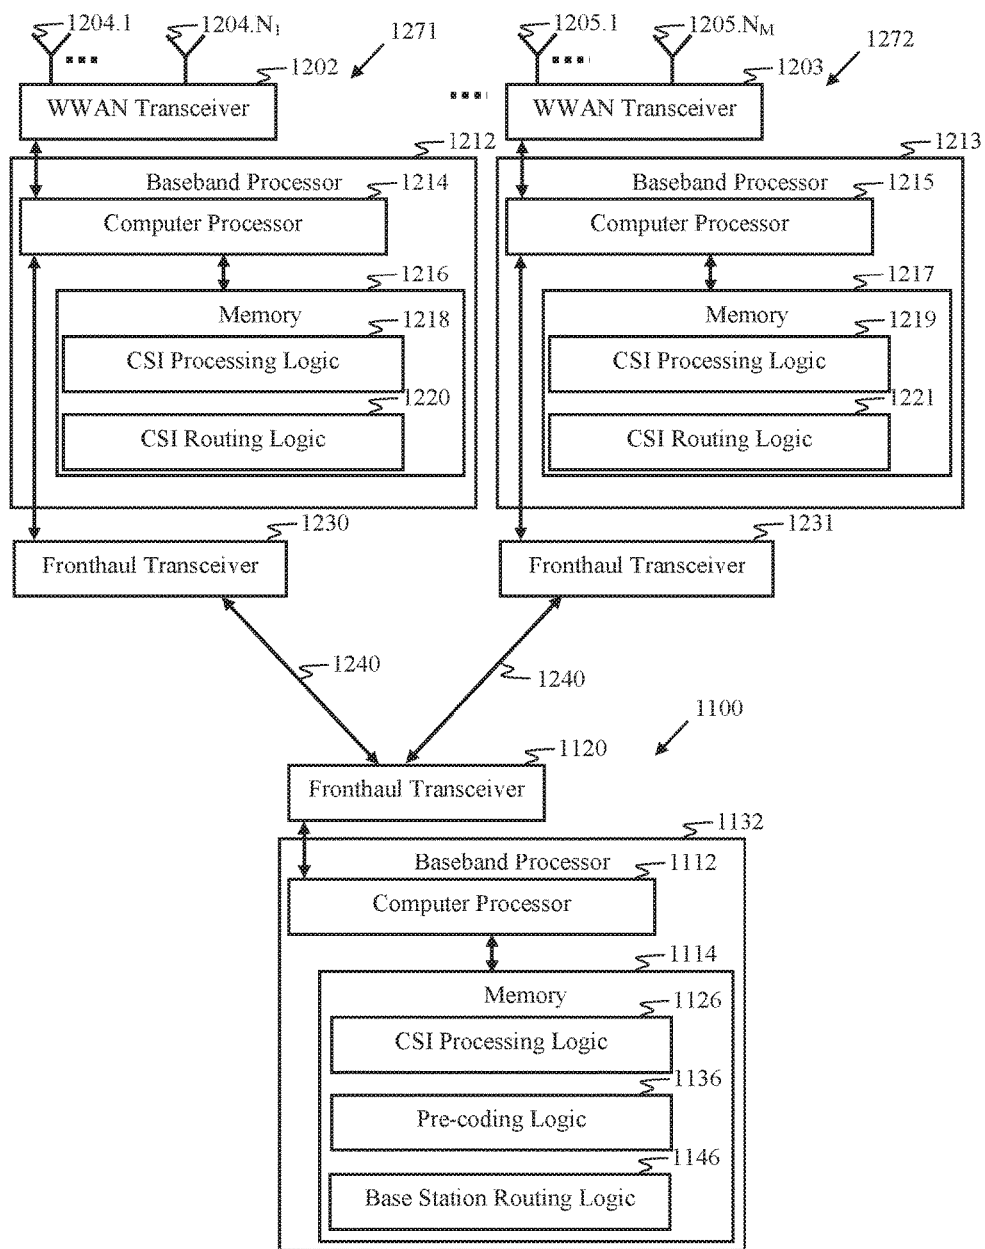 1204.1 1204.N1 1271 1205.1 1205.NM 1272
1202 1203
WWAN Transceiver WWAN Transceiver
1212 1213
Baseband Processor Baseband Processor
1214 1215
Computer Processor Computer Processor
1216 1217
Memory Memory
1218 1219
CSI Processing Logic CSI Processing Logic
1220 1221
CSI Routing Logic CSI Routing Logic
1230 1231
Fronthaul Transceiver Fronthaul Transceiver
1240 1240
1100
1120
Fronthaul Transceiver
1132
Baseband Processor
1112
Computer Processor
1114
Memory
1126
CSI Processing Logic
1136
Pre-coding Logic
1146
Base Station Routing Logic